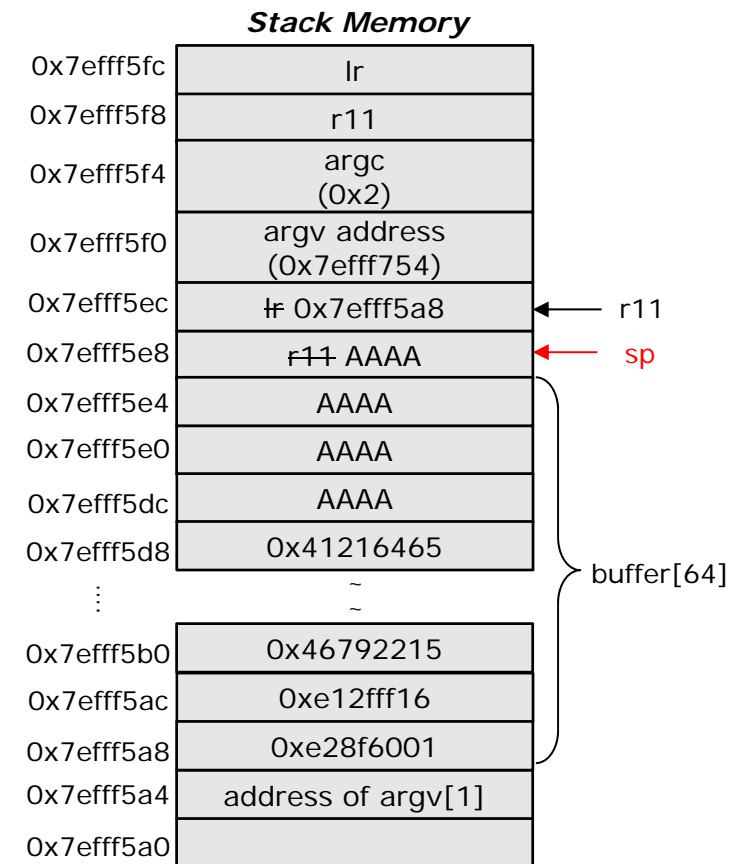 Stack Memory
0x7efff5fc lr
0x7efff5f8 r11
0x7efff5f4 argc
(0x2)
0x7efff5f0 argv address
(0x7efff754)
0x7efff5ec lr 0x7efff5a8 r11
0x7efff5e8 r11 AAAA sp
0x7efff5e4 AAAA
0x7efff5e0 AAAA
0x7efff5dc AAAA
0x7efff5d8 0x41216465
buffer[64]
⋮ ~
~
0x7efff5b0 0x46792215
0x7efff5ac 0xe12fff16
0x7efff5a8 0xe28f6001
0x7efff5a4 address of argv[1]
0x7efff5a0